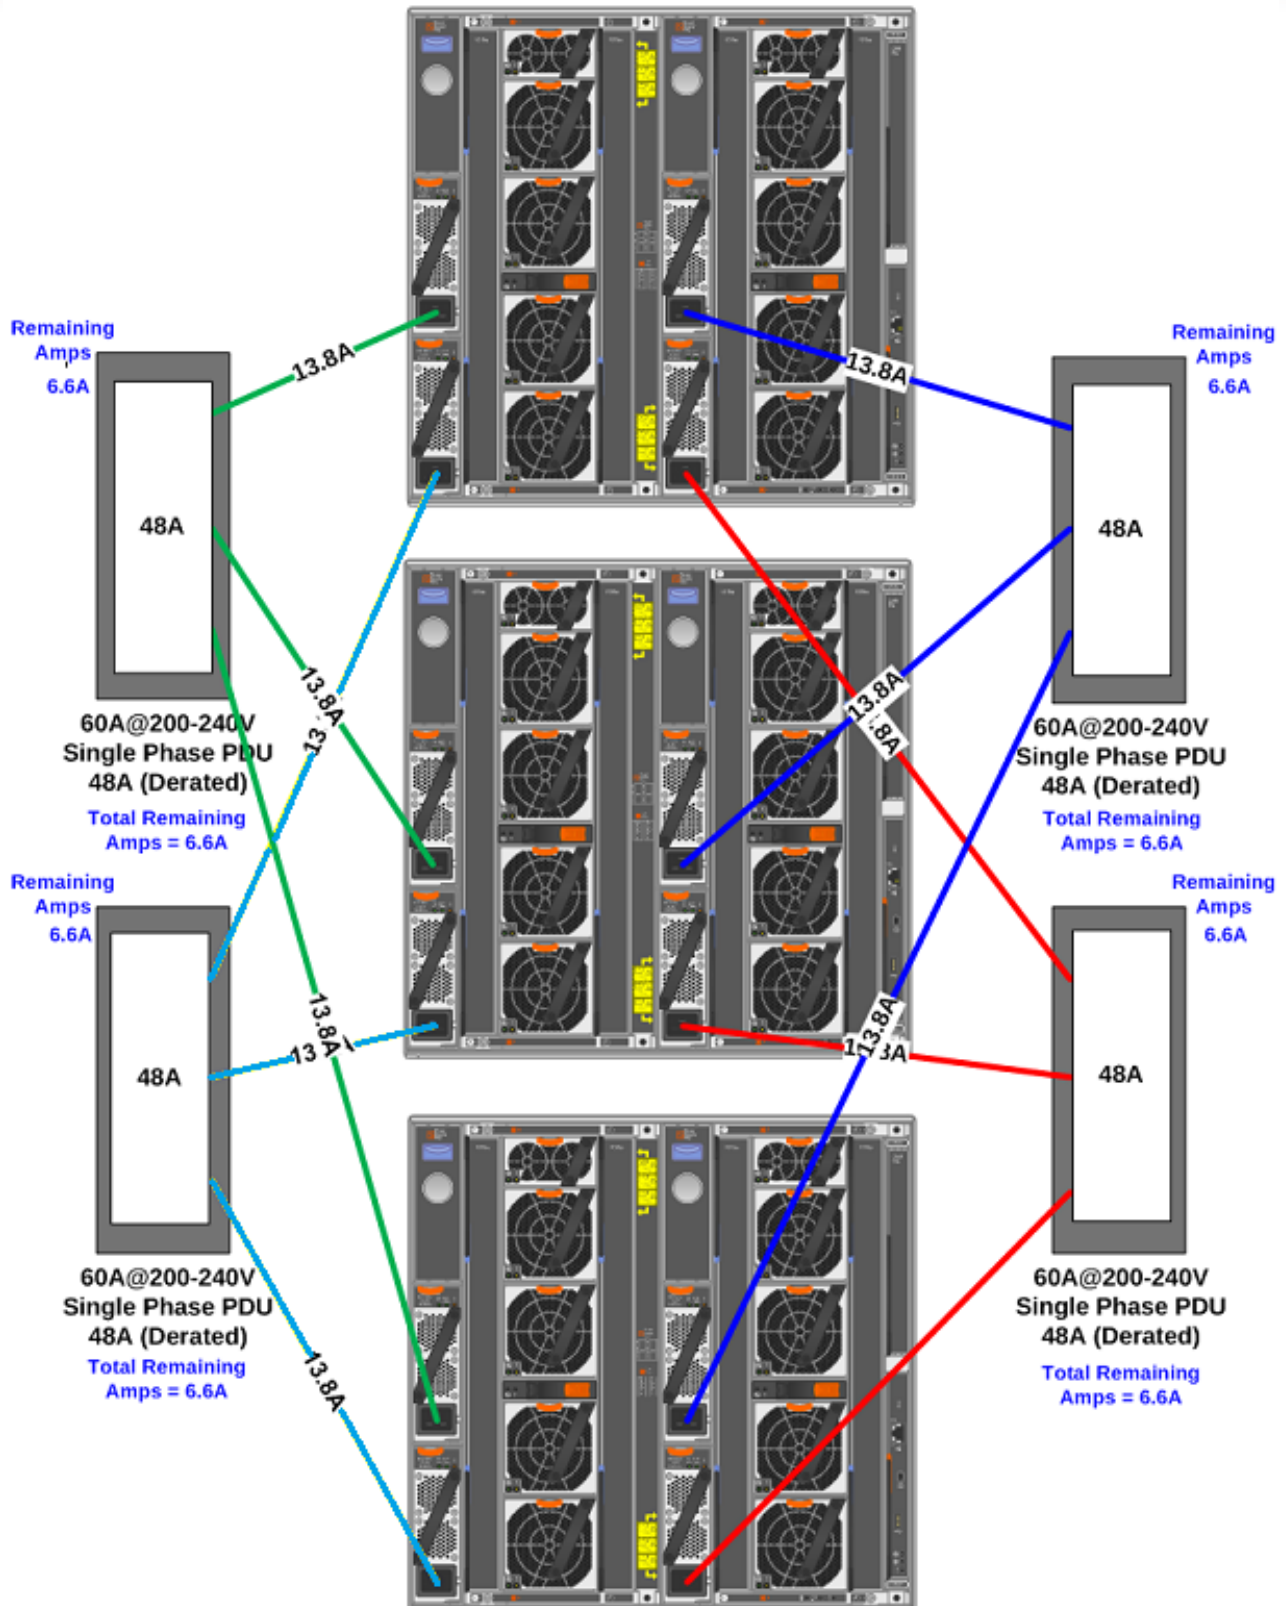 Remaining
Amps
6.6A
48A
60A@200-240V
Single Phase PDU
48A (Derated)
Total Remaining
Amps = 6.6A
Remaining
Amps
6.6A
48A
60A@200-240V
Single Phase PDU
48A (Derated)
Total Remaining
Amps = 6.6A
13.8A
13.8A
13
13.8A
13
13.8A
13.8A
13.8A
.8A
13.8A
Remaining
Amps
6.6A
48A
60A@200-240V
Single Phase PDU
48A (Derated)
Total Remaining
Amps = 6.6A
Remaining
Amps
6.6A
48A
60A@200-240V
Single Phase PDU
48A (Derated)
Total Remaining
Amps = 6.6A